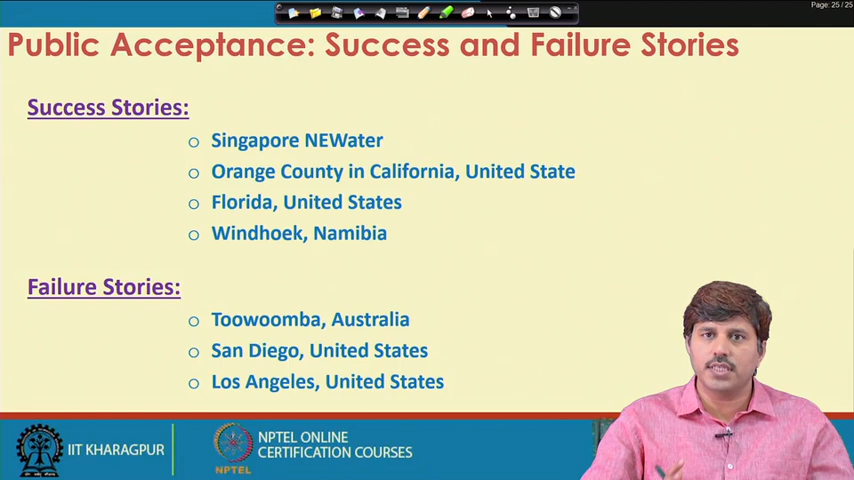 Page: 25 / 25
Public Acceptance: Success and Failure Stories
Success Stories:
Singapore NEWater
Orange County in California, United State
Florida, United States
Windhoek, Namibia
Failure Stories:
Toowoomba, Australia
San Diego, United States
Los Angeles, United States
IIT KHARAGPUR
NPTEL
NPTEL ONLINE
CERTIFICATION COURSES